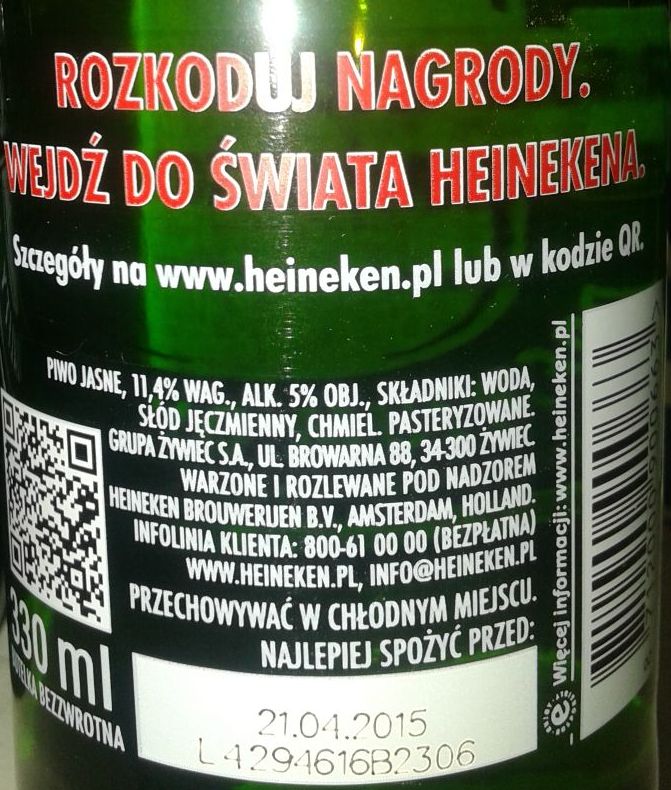 ROZKODUJ NAGRODY.
WEJDŹ DO ŚWIATA HEINEKENA.
Szczegóły na www.heineken.pl lub w kodzie QR.
PIWO JASNE, 11,4% WAG., ALK. 5% OBJ., SKŁADNIKI: WODA,
SŁÓD JĘCZMIENNY, CHMIEL. PASTERYZOWANE.
GRUPA ŻYWIEC S.A., UL. BROWARNA 88, 34-300 ŻYWIEC
WARZONE I ROZLEWANE POD NADZOREM
HEINEKEN BROUWERIJEN B.V., AMSTERDAM, HOLLAND.
INFOLINIA KLIENTA: 800-61 00 00 (BEZPŁATNA)
WWW.HEINEKEN.PL, INFO@HEINEKEN.PL
PRZECHOWYWAĆ W CHŁODNYM MIEJSCU.
NAJLEPIEJ SPOŻYĆ PRZED:
330 ml
BEZZWROTNA
21.04.2015
L4294616B2306
Więcej informacji: www.heineken.pl